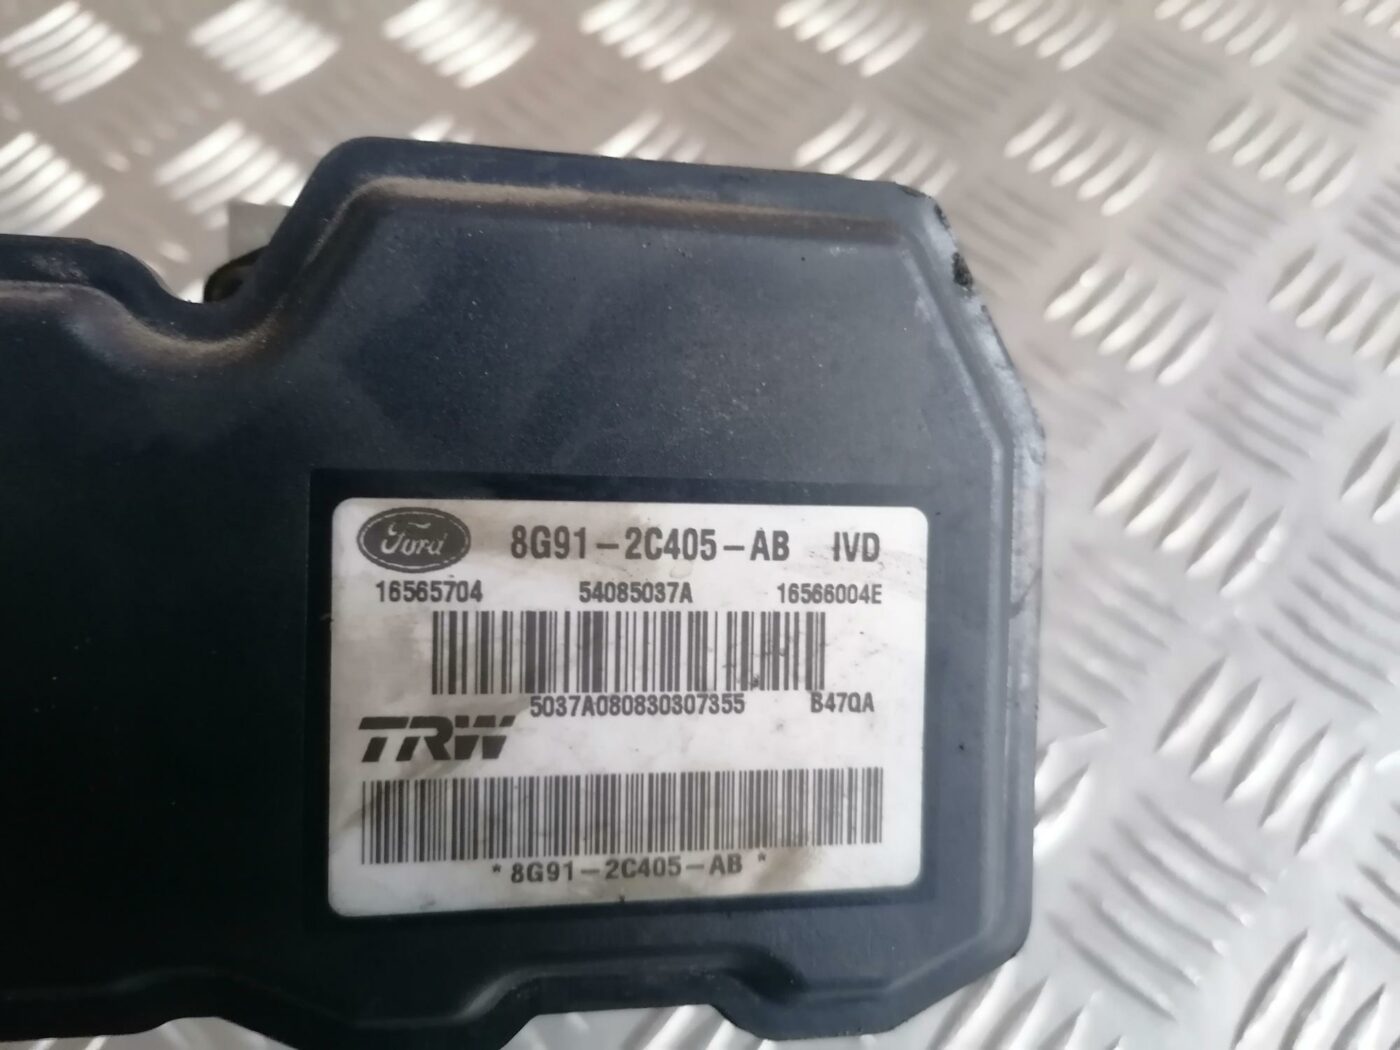 Ford 8G91-2C405-AB IVD
16565704 54085037A 16566004E
5037A080830307355 B47QA
TRW
*8G91-2C405-AB*